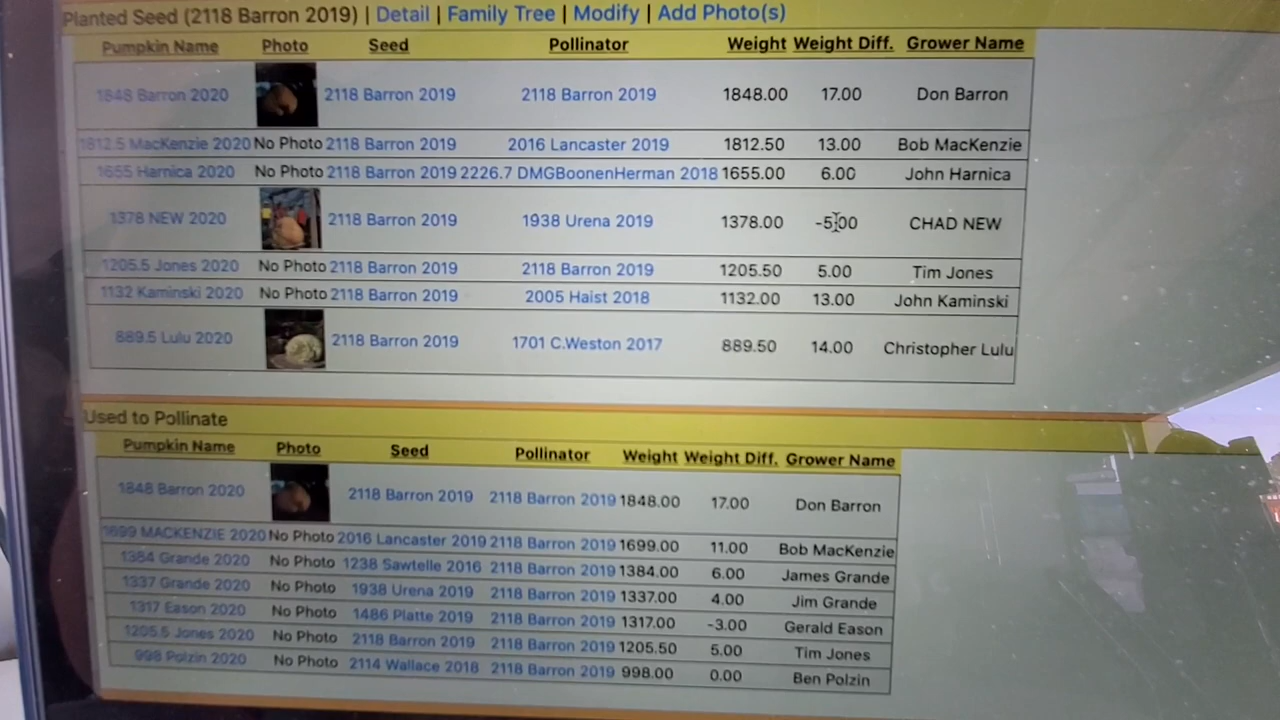 Planted Seed (2118 Barron 2019) | Detail | Family Tree | Modify | Add Photo(s)
Pumpkin Name Photo Seed Pollinator Weight Weight Diff. Grower Name
1848 Barron 2020 2118 Barron 2019 2118 Barron 2019 1848.00 17.00 Don Barron
1812.5 MacKenzie 2020 No Photo 2118 Barron 2019 2016 Lancaster 2019 1812.50 13.00 Bob MacKenzie
1655 Harnica 2020 No Photo 2118 Barron 2019 2226.7 DMGBoonenHerman 2018 1655.00 6.00 John Harnica
1378 NEW 2020 2118 Barron 2019 1938 Urena 2019 1378.00 -5.00 CHAD NEW
1205.5 Jones 2020 No Photo 2118 Barron 2019 2118 Barron 2019 1205.50 5.00 Tim Jones
1132 Kaminski 2020 No Photo 2118 Barron 2019 2005 Haist 2018 1132.00 13.00 John Kaminski
889.5 Lulu 2020 2118 Barron 2019 1701 C.Weston 2017 889.50 14.00 Christopher Lulu
Used to Pollinate
Pumpkin Name Photo Seed Pollinator Weight Weight Diff. Grower Name
1848 Barron 2020 2118 Barron 2019 2118 Barron 2019 1848.00 17.00 Don Barron
1699 MACKENZIE 2020 No Photo 2016 Lancaster 2019 2118 Barron 2019 1699.00 11.00 Bob MacKenzie
1384 Grande 2020 No Photo 1238 Sawtelle 2016 2118 Barron 2019 1384.00 6.00 James Grande
1337 Grande 2020 No Photo 1938 Urena 2019 2118 Barron 2019 1337.00 4.00 Jim Grande
1317 Eason 2020 No Photo 1486 Platte 2019 2118 Barron 2019 1317.00 -3.00 Gerald Eason
1205.5 Jones 2020 No Photo 2118 Barron 2019 2118 Barron 2019 1205.50 5.00 Tim Jones
998 Polzin 2020 No Photo 2114 Wallace 2018 2118 Barron 2019 998.00 0.00 Ben Polzin